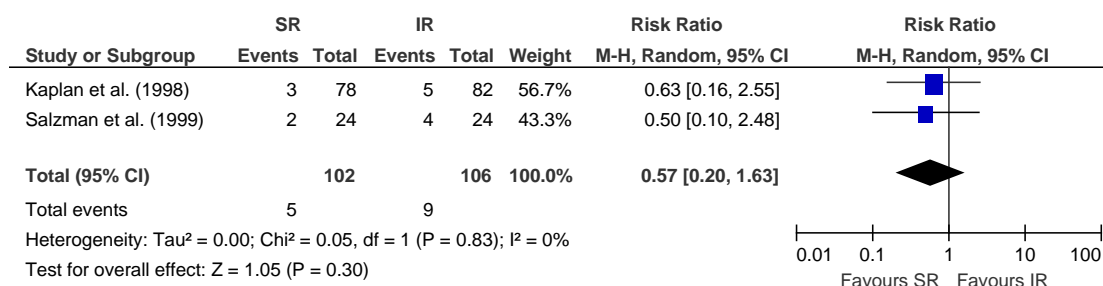 SR IR Risk Ratio Risk Ratio
Study or Subgroup Events Total Events Total Weight M-H, Random, 95% CI M-H, Random, 95% CI
Kaplan et al. (1998) 3 78 5 82 56.7% 0.63 [0.16, 2.55]
Salzman et al. (1999) 2 24 4 24 43.3% 0.50 [0.10, 2.48]
Total (95% CI) 102 106 100.0% 0.57 [0.20, 1.63]
Total events 5 9
Heterogeneity: Tau² = 0.00; Chi² = 0.05, df = 1 (P = 0.83); I² = 0%
Test for overall effect: Z = 1.05 (P = 0.30)
0.01 0.1 1 10 100
Favours SR Favours IR